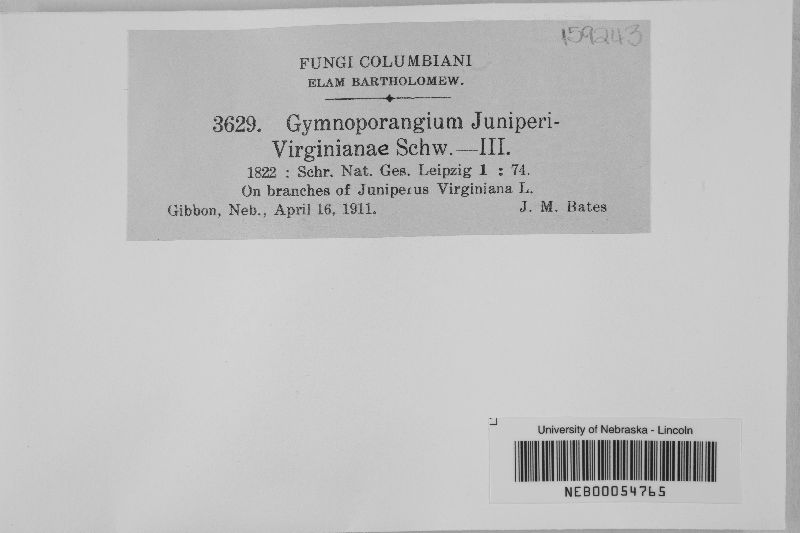 159243
FUNGI COLUMBIANI
ELAM BARTHOLOMEW.
3629. Gymnoporangium Juniperi-
Virginianae Schw.—III.
1822 : Schr. Nat. Ges. Leipzig 1 : 74.
On branches of Juniperus Virginiana L.
Gibbon, Neb., April 16, 1911. J. M. Bates
University of Nebraska - Lincoln
NEB00054765